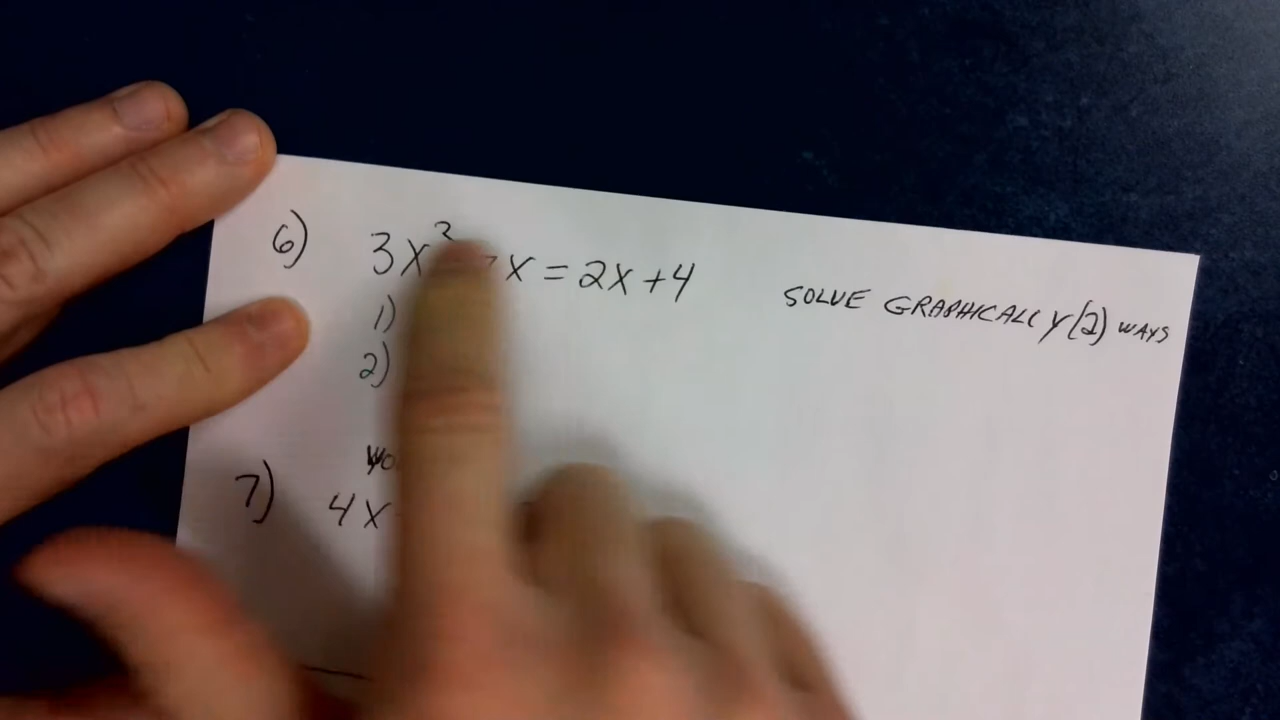 6) 3x² x = 2x + 4 SOLVE GRAPHICALLY (2) WAYS
1)
2)
7) 4x